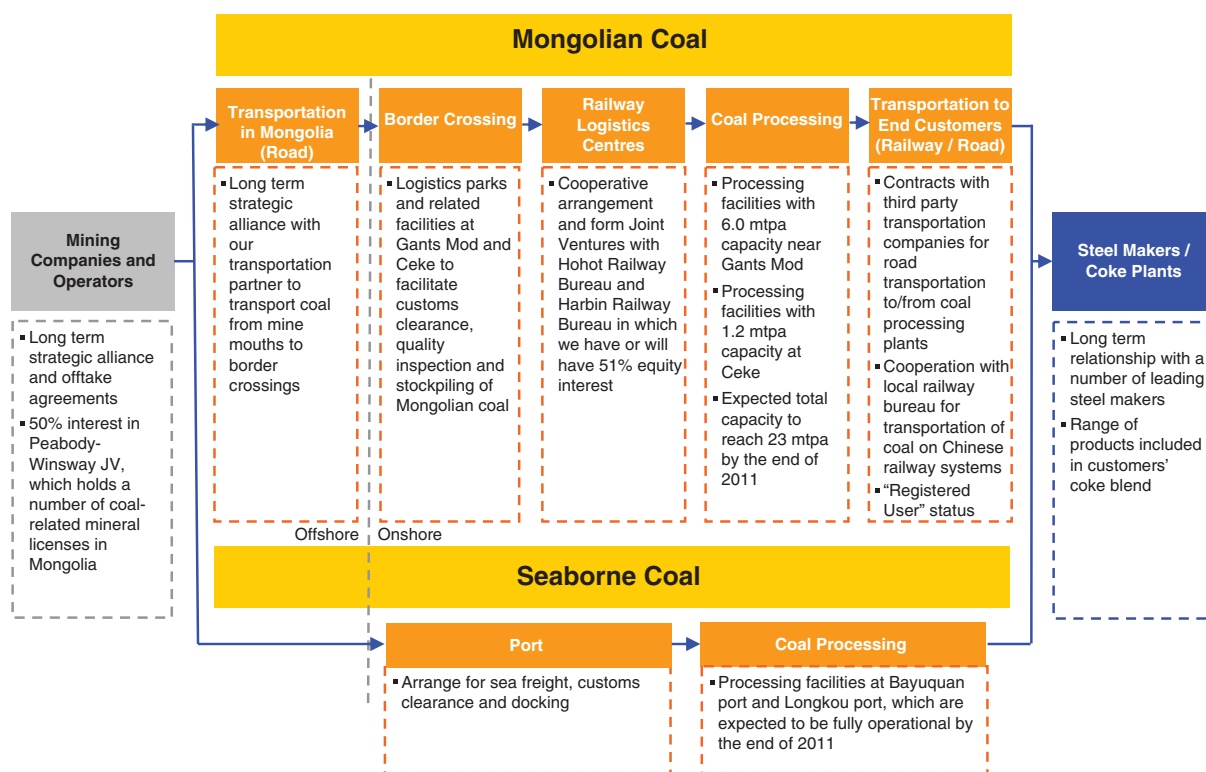 Mongolian Coal
Mining
Companies and
Operators
▪ Long term
strategic alliance
and offtake
agreements
▪ 50% interest in
Peabody-
Winsway JV,
which holds a
number of coal-
related mineral
licenses in
Mongolia
Transportation
in Mongolia
(Road)
▪ Long term
strategic
alliance with
our
transportation
partner to
transport coal
from mine
mouths to
border
crossings
Border Crossing
▪ Logistics parks
and related
facilities at
Gants Mod and
Ceke to
facilitate
customs
clearance,
quality
inspection and
stockpiling of
Mongolian coal
Railway
Logistics
Centres
▪ Cooperative
arrangement
and form Joint
Ventures with
Hohot Railway
Bureau and
Harbin Railway
Bureau in which
we have or will
have 51% equity
interest
Coal Processing
▪ Processing
facilities with
6.0 mtpa
capacity near
Gants Mod
▪ Processing
facilities with
1.2 mtpa
capacity at
Ceke
▪ Expected total
capacity to
reach 23 mtpa
by the end of
2011
Transportation to
End Customers
(Railway / Road)
▪ Contracts with
third party
transportation
companies for
road
transportation
to/from coal
processing
plants
▪ Cooperation with
local railway
bureau for
transportation of
coal on Chinese
railway systems
▪ “Registered
User” status
Steel Makers /
Coke Plants
▪ Long term
relationship with a
number of leading
steel makers
▪ Range of
products included
in customers’
coke blend
Offshore
Onshore
Seaborne Coal
Port
▪ Arrange for sea freight, customs
clearance and docking
Coal Processing
▪ Processing facilities at Bayuquan
port and Longkou port, which are
expected to be fully operational by
the end of 2011